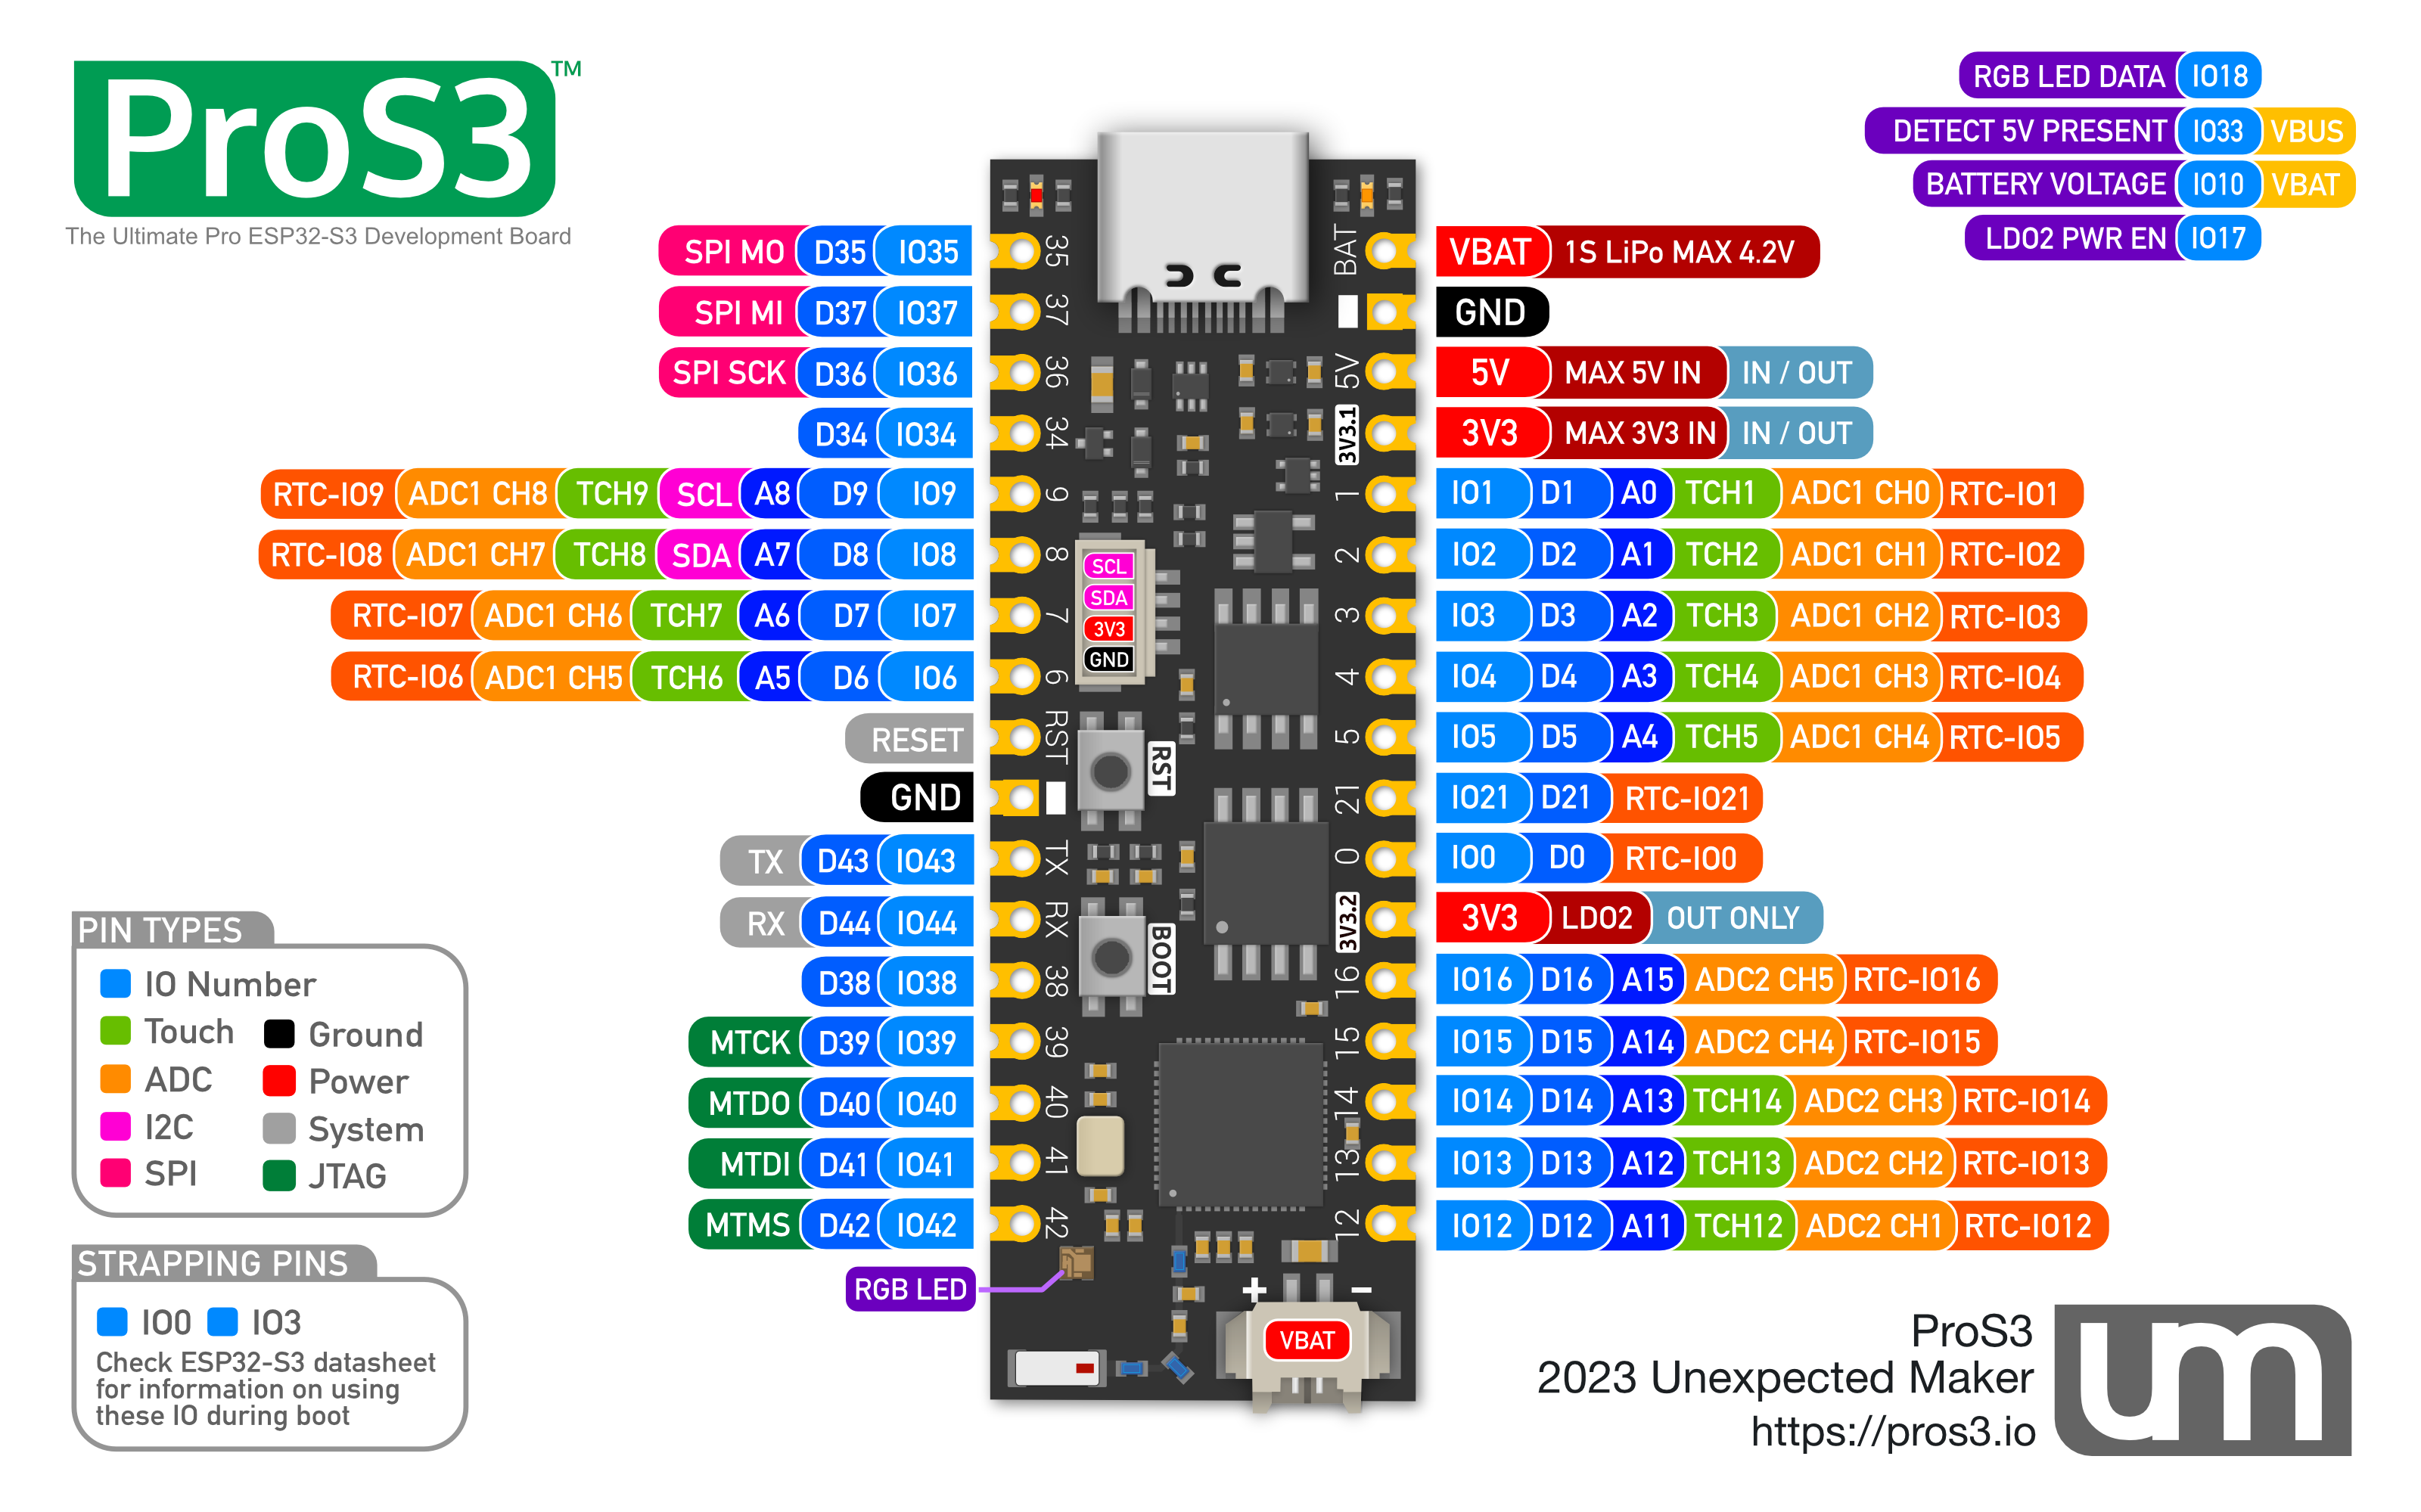 ProS3™
The Ultimate Pro ESP32-S3 Development Board
RGB LED DATA IO18
DETECT 5V PRESENT IO33 VBUS
BATTERY VOLTAGE IO10 VBAT
LDO2 PWR EN IO17
SPI MO D35 IO35
SPI MI D37 IO37
SPI SCK D36 IO36
D34 IO34
RTC-IO9 ADC1 CH8 TCH9 SCL A8 D9 IO9
RTC-IO8 ADC1 CH7 TCH8 SDA A7 D8 IO8
RTC-IO7 ADC1 CH6 TCH7 A6 D7 IO7
RTC-IO6 ADC1 CH5 TCH6 A5 D6 IO6
RESET
GND
TX D43 IO43
RX D44 IO44
D38 IO38
MTCK D39 IO39
MTDO D40 IO40
MTDI D41 IO41
MTMS D42 IO42
RGB LED
35
37
36
34
9
8
7
6
RST
TX
RX
38
39
40
41
42
SCL
SDA
3V3
GND
RST
BOOT
BAT
5V
3V3.1
1
2
3
4
5
21
0
3V3.2
16
15
14
13
12
+ −
VBAT
VBAT 1S LiPo MAX 4.2V
GND
5V MAX 5V IN IN / OUT
3V3 MAX 3V3 IN IN / OUT
IO1 D1 A0 TCH1 ADC1 CH0 RTC-IO1
IO2 D2 A1 TCH2 ADC1 CH1 RTC-IO2
IO3 D3 A2 TCH3 ADC1 CH2 RTC-IO3
IO4 D4 A3 TCH4 ADC1 CH3 RTC-IO4
IO5 D5 A4 TCH5 ADC1 CH4 RTC-IO5
IO21 D21 RTC-IO21
IO0 D0 RTC-IO0
3V3 LDO2 OUT ONLY
IO16 D16 A15 ADC2 CH5 RTC-IO16
IO15 D15 A14 ADC2 CH4 RTC-IO15
IO14 D14 A13 TCH14 ADC2 CH3 RTC-IO14
IO13 D13 A12 TCH13 ADC2 CH2 RTC-IO13
IO12 D12 A11 TCH12 ADC2 CH1 RTC-IO12
PIN TYPES
IO Number
Touch Ground
ADC Power
I2C System
SPI JTAG
STRAPPING PINS
IO0 IO3
Check ESP32-S3 datasheet
for information on using
these IO during boot
ProS3
2023 Unexpected Maker
https://pros3.io
um